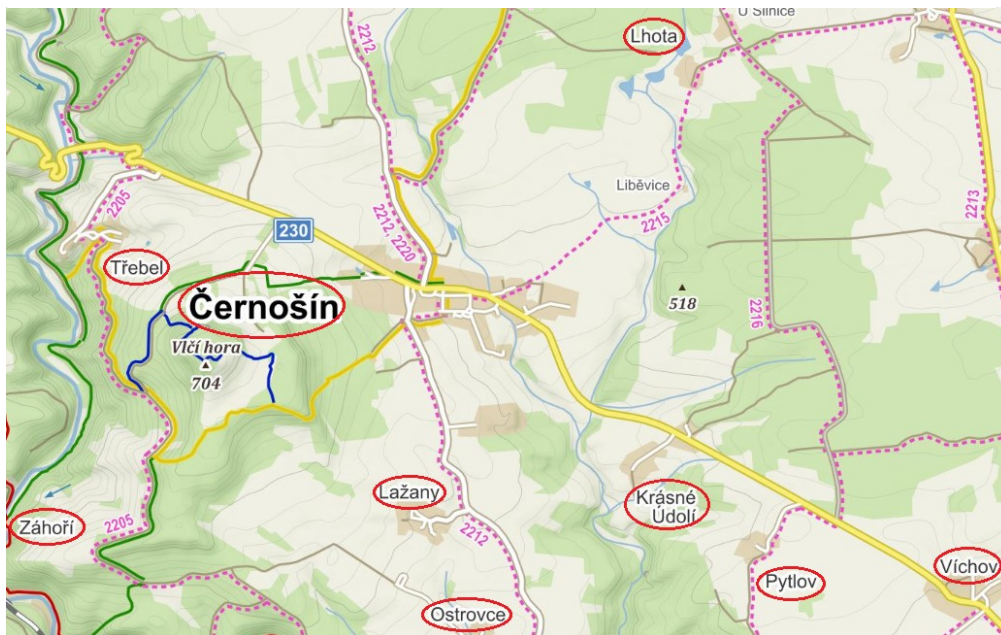 U Silnice
Lhota
2212
Liběvice
2205
2215
2213
230
2212, 2220
Třebel
Černošín
518
2216
Vlčí hora
704
Lažany
Krásné
Údolí
Záhoří
2205
2212
Pytlov
Víchov
Ostrovce